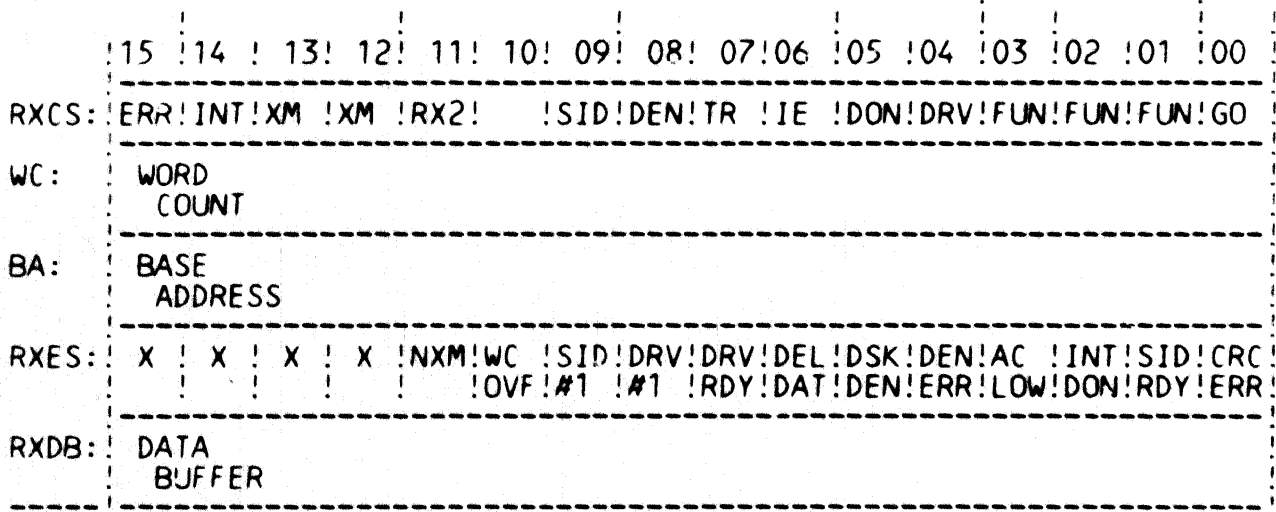 !15 !14 ! 13! 12! 11! 10! 09! 08! 07!06 !05 !04 !03 !02 !01 !00 !
RXCS: !ERR!INT!XM !XM !RX2! !SID!DEN!TR !IE !DON!DRV!FUN!FUN!FUN!GO !
WC: ! WORD
COUNT
BA: ! BASE
ADDRESS
RXES: ! X ! X ! X ! X !NXM!WC !SID!DRV!DRV!DEL!DSK!DEN!AC !INT!SID!CRC!
! ! ! ! ! !OVF!#1 !#1 !RDY!DAT!DEN!ERR!LOW!DON!RDY!ERR!
RXDB: ! DATA
BUFFER